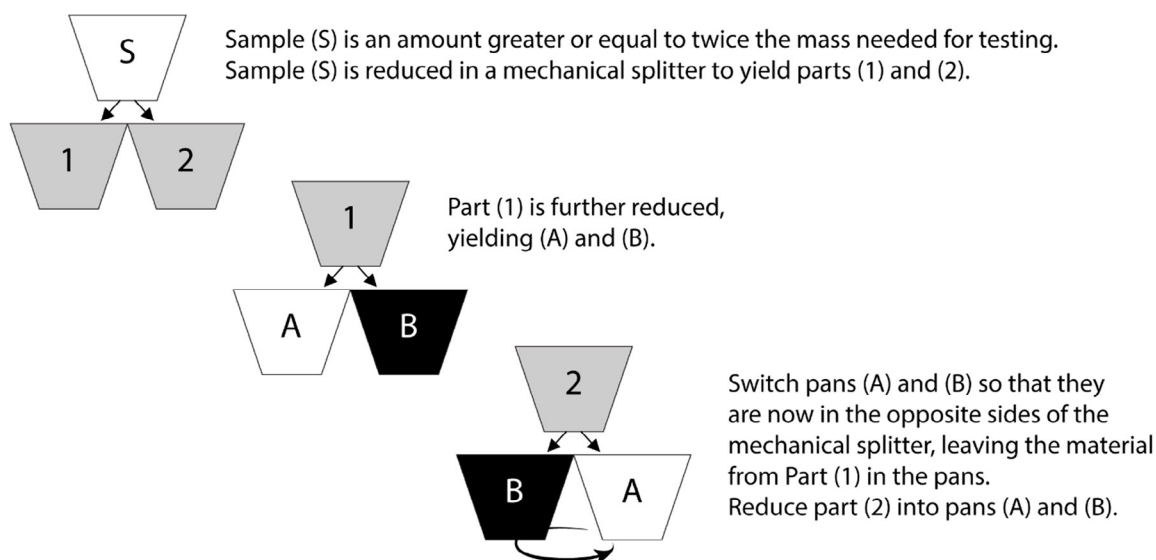 S
Sample (S) is an amount greater or equal to twice the mass needed for testing.
Sample (S) is reduced in a mechanical splitter to yield parts (1) and (2).
1
2
1
Part (1) is further reduced,
yielding (A) and (B).
A
B
2
Switch pans (A) and (B) so that they
are now in the opposite sides of the
mechanical splitter, leaving the material
from Part (1) in the pans.
Reduce part (2) into pans (A) and (B).
B
A